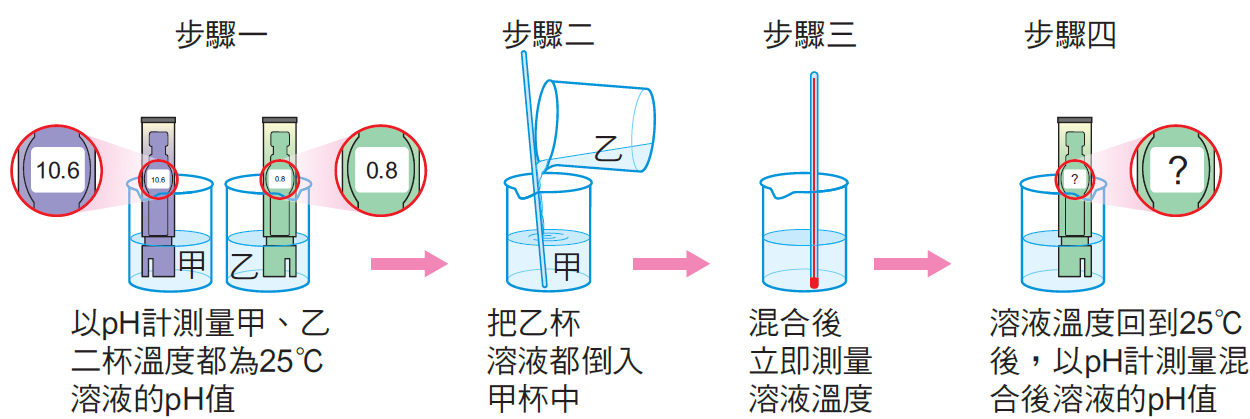 步驟一
步驟二
步驟三
步驟四
10.6
10.6
0.8
0.8
甲
乙
乙
甲
?
?
以pH計測量甲、乙
二杯溫度都為25℃
溶液的pH值
把乙杯
溶液都倒入
甲杯中
混合後
立即測量
溶液溫度
溶液溫度回到25℃
後，以pH計測量混
合後溶液的pH值